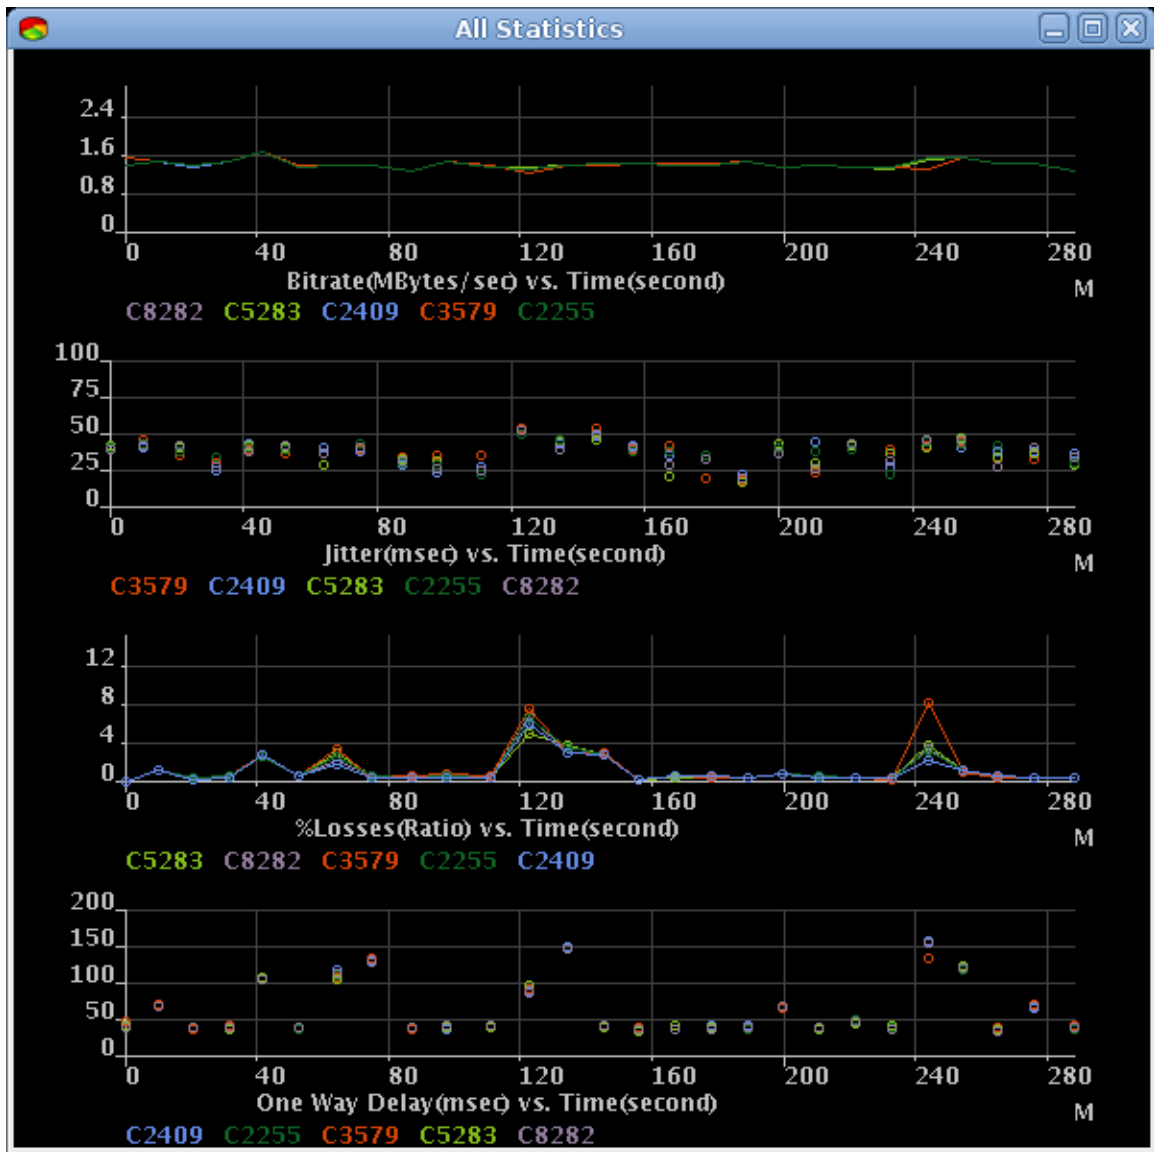 All Statistics
2.4
1.6
0.8
0
0 40 80 120 160 200 240 280
Bitrate(MBytes/sec) vs. Time(second)
M
C8282 C5283 C2409 C3579 C2255
100
75
50
25
0
0 40 80 120 160 200 240 280
Jitter(msec) vs. Time(second)
M
C3579 C2409 C5283 C2255 C8282
12
8
4
0
0 40 80 120 160 200 240 280
%Losses(Ratio) vs. Time(second)
M
C5283 C8282 C3579 C2255 C2409
200
150
100
50
0
0 40 80 120 160 200 240 280
One Way Delay(msec) vs. Time(second)
M
C2409 C2255 C3579 C5283 C8282